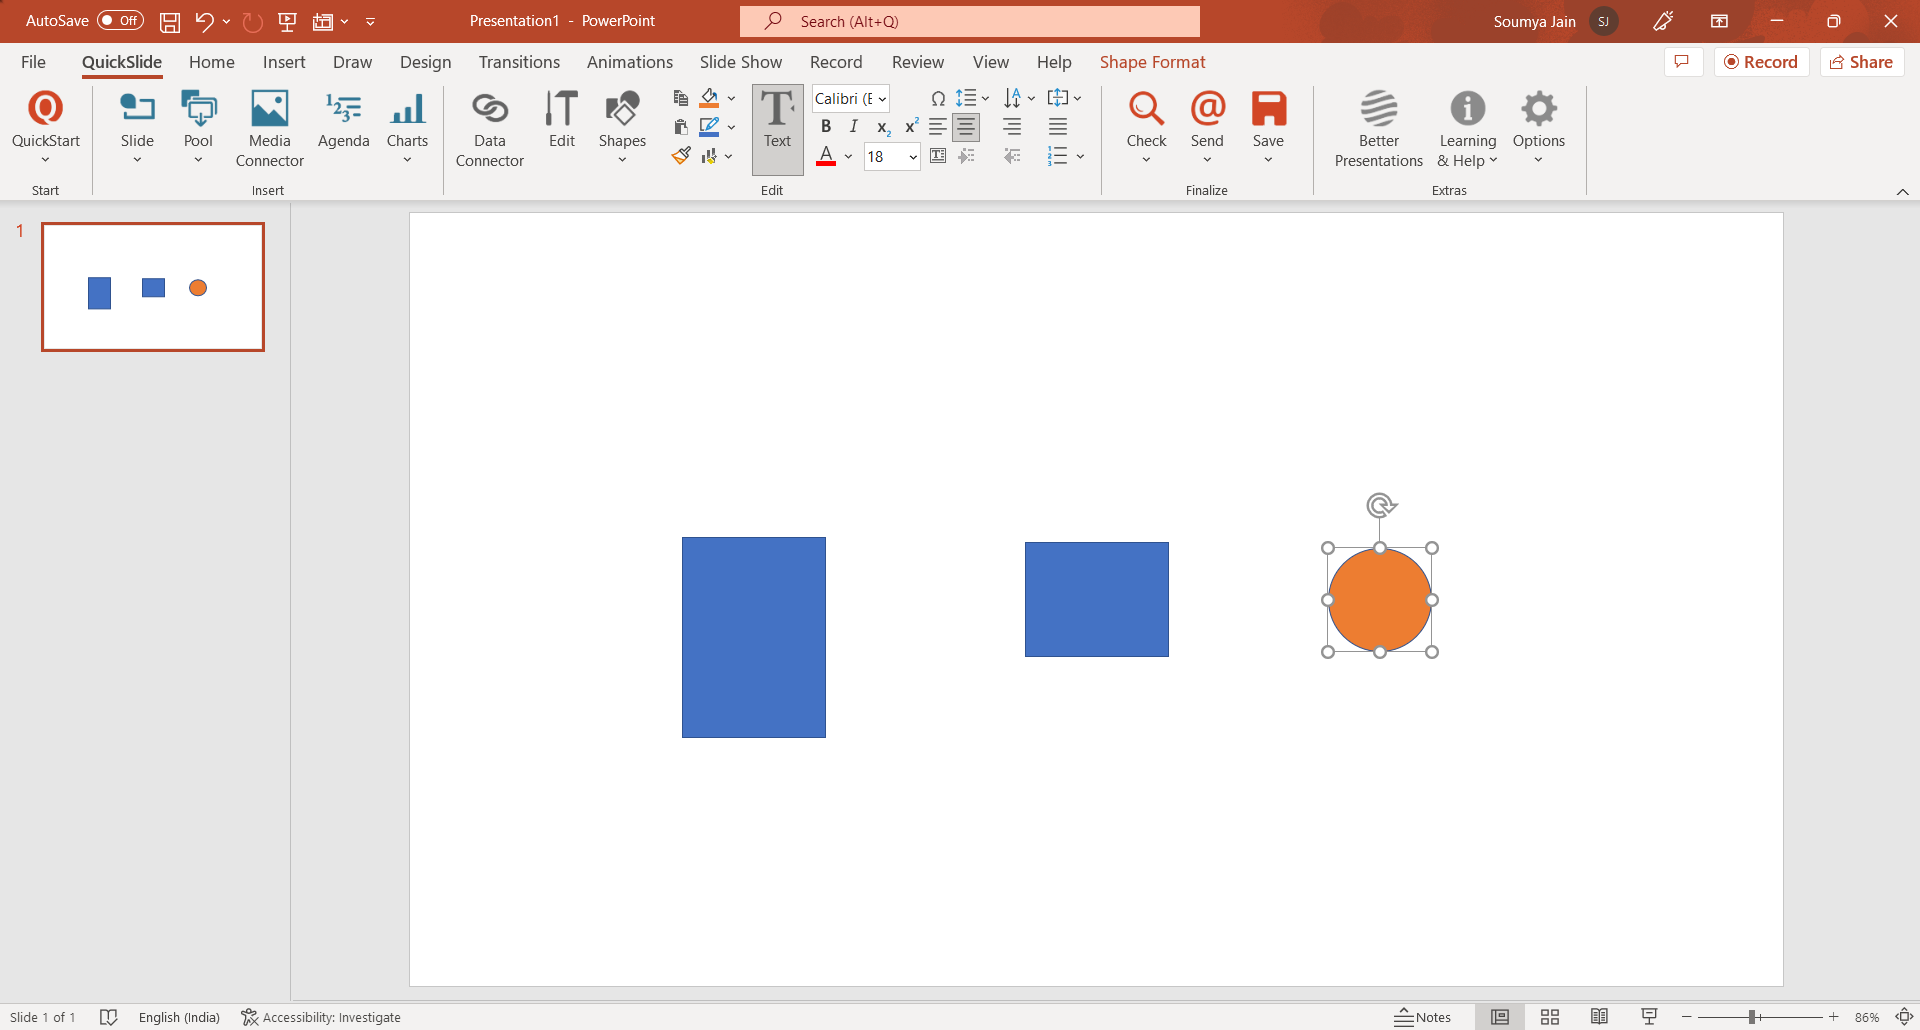 AutoSave Off Presentation1 - PowerPoint Search (Alt+Q) Soumya Jain SJ
File QuickSlide Home Insert Draw Design Transitions Animations Slide Show Record Review View Help Shape Format Record Share
QuickStart Slide Pool Media Connector Agenda Charts Data Connector Edit Shapes Text Calibri (E Check Send Save Better Presentations Learning & Help Options
B I x₂ x²
A 18
Start Insert Edit Finalize Extras
1
Slide 1 of 1 English (India) Accessibility: Investigate Notes 86%